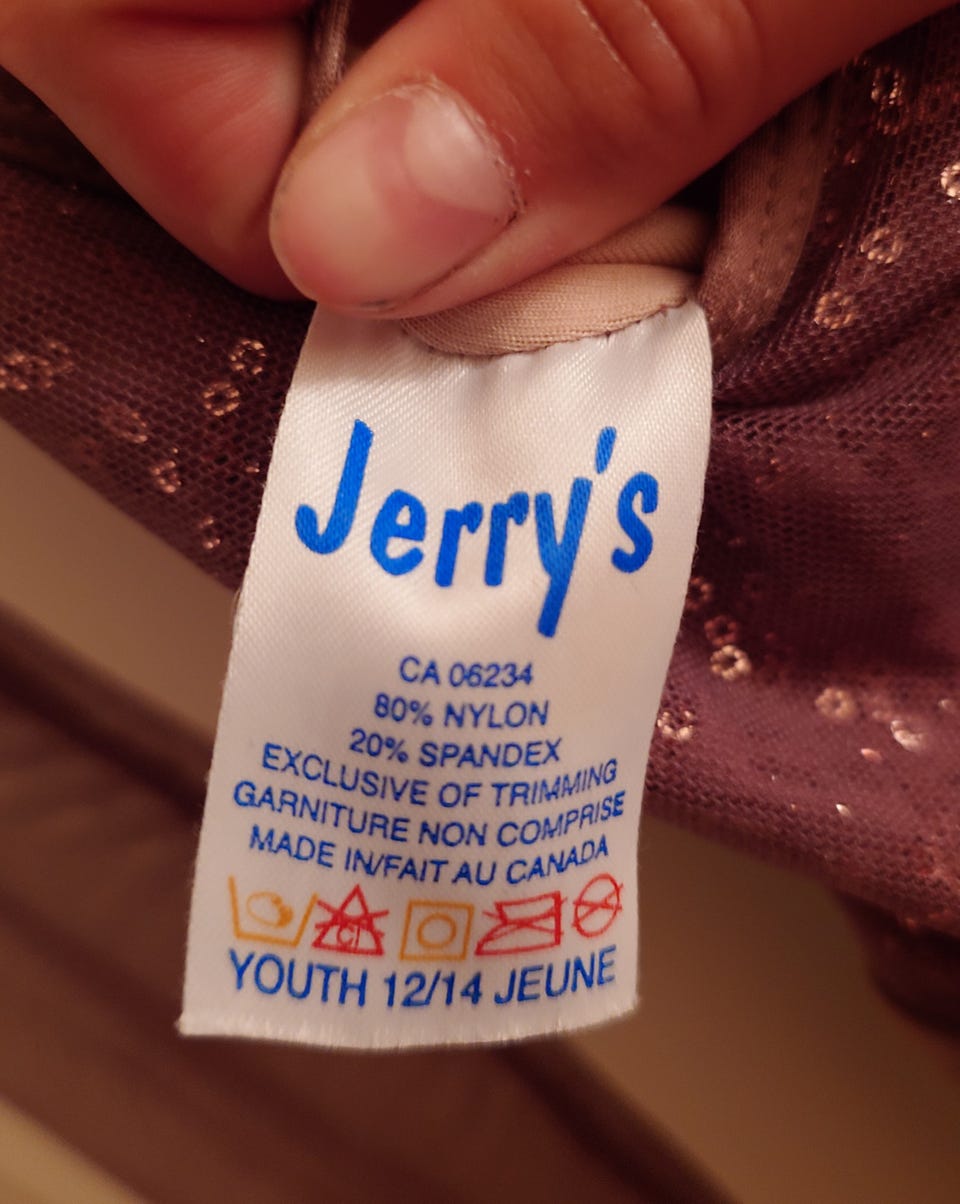 Jerry's
CA 06234
80% NYLON
20% SPANDEX
EXCLUSIVE OF TRIMMING
GARNITURE NON COMPRISE
MADE IN/FAIT AU CANADA
Cl
YOUTH 12/14 JEUNE